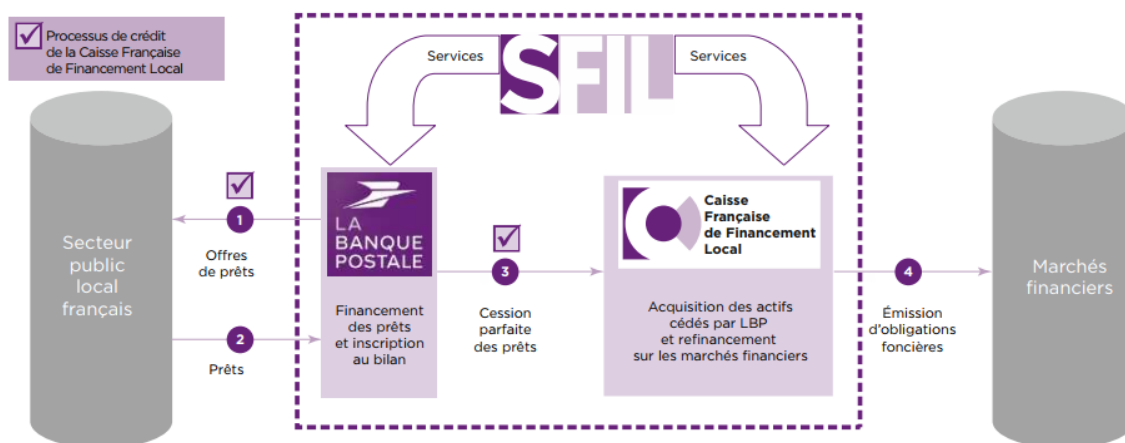 Processus de crédit
de la Caisse Française
de Financement Local
Services
SFIL
Services
Secteur
public
local
français
1
Offres
de prêts
2
Prêts
LA
BANQUE
POSTALE
Financement
des prêts
et inscription
au bilan
3
Cession
parfaite
des prêts
Caisse
Française
de Financement
Local
Acquisition des actifs
cédés par LBP
et refinancement
sur les marchés financiers
4
Émission
d'obligations
foncières
Marchés
financiers